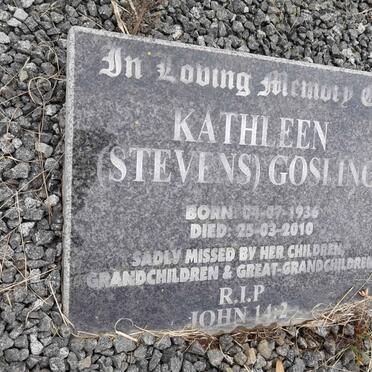 In Loving Memory O
KATHLEEN
(STEVENS) GOSLING
BORN: 04-07-1936
DIED: 25-03-2010
SADLY MISSED BY HER CHILDREN,
GRANDCHILDREN & GREAT-GRANDCHILDREN
R.I.P
JOHN 14:2